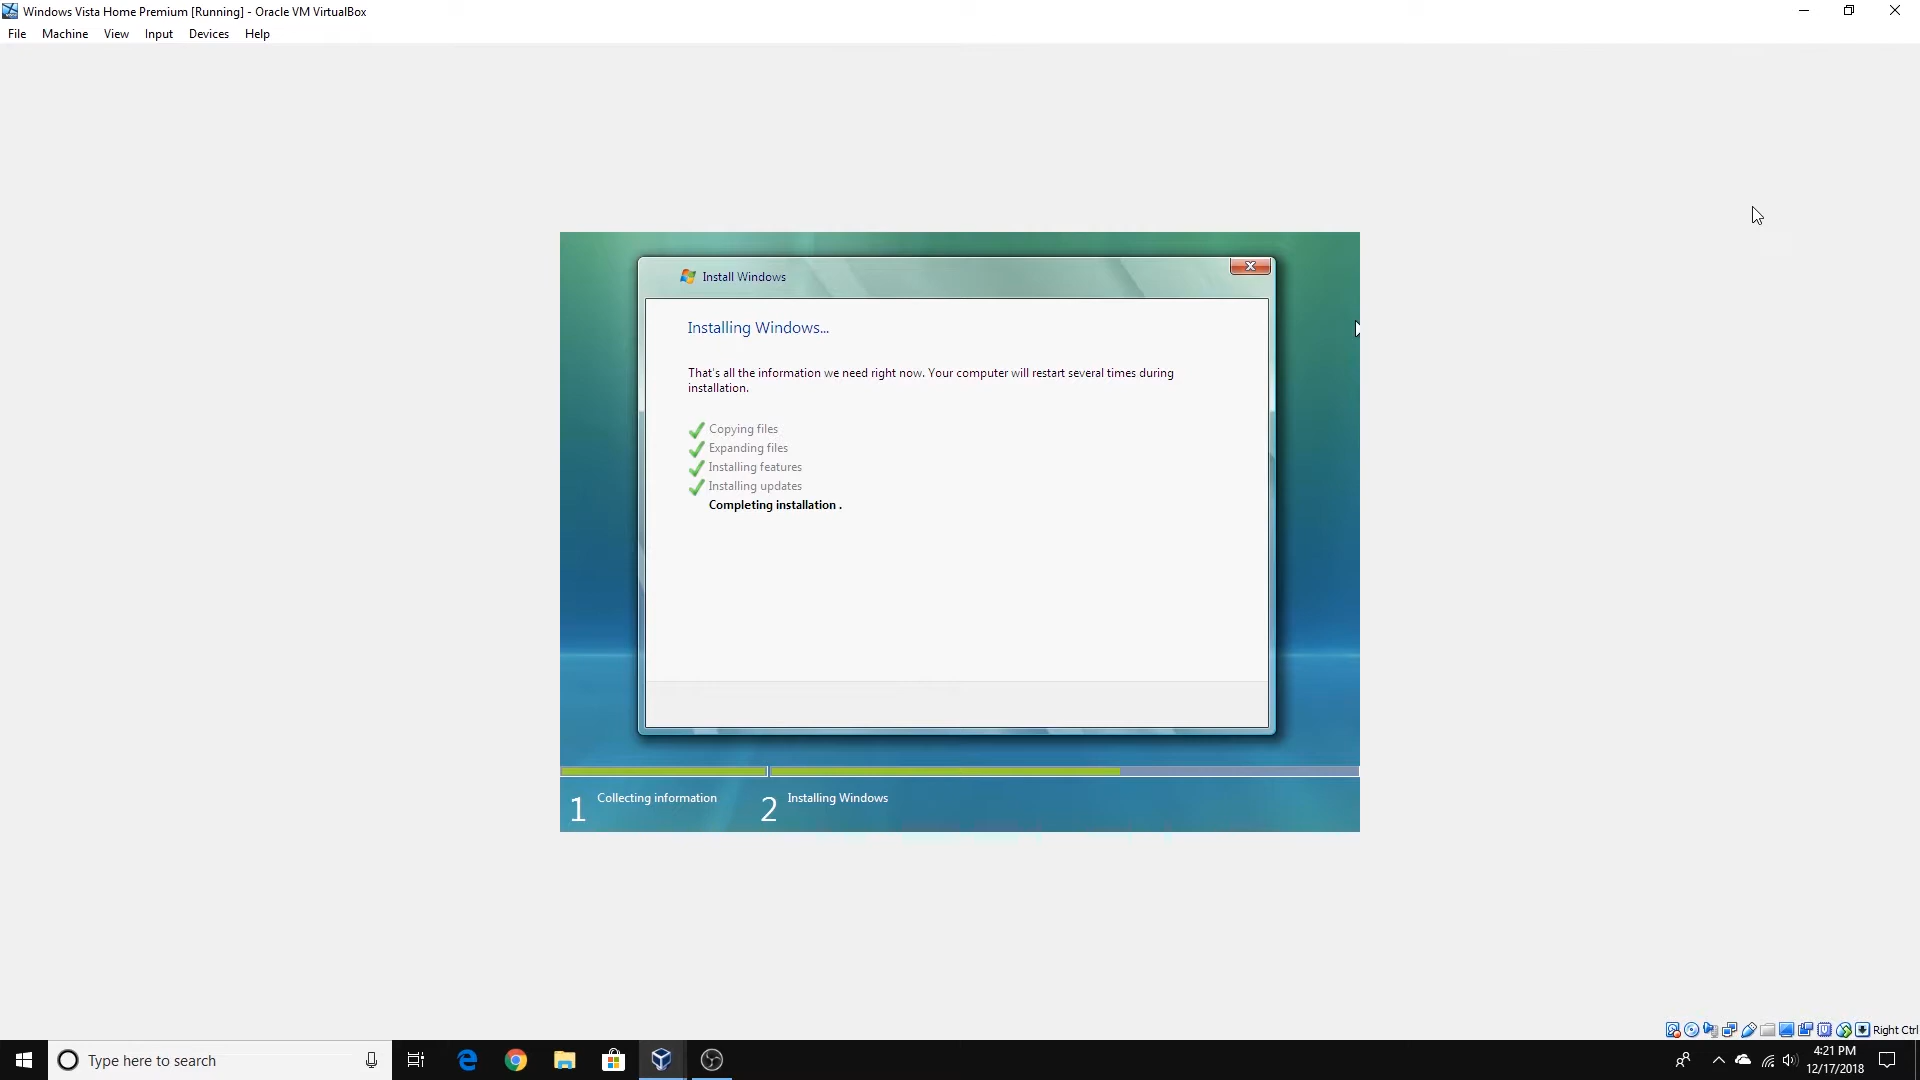 Windows Vista Home Premium [Running] - Oracle VM VirtualBox
File Machine View Input Devices Help
Install Windows
Installing Windows...
That's all the information we need right now. Your computer will restart several times during
installation.
Copying files
Expanding files
Installing features
Installing updates
Completing installation .
1 Collecting information 2 Installing Windows
Right Ctrl
Type here to search
4:21 PM
12/17/2018